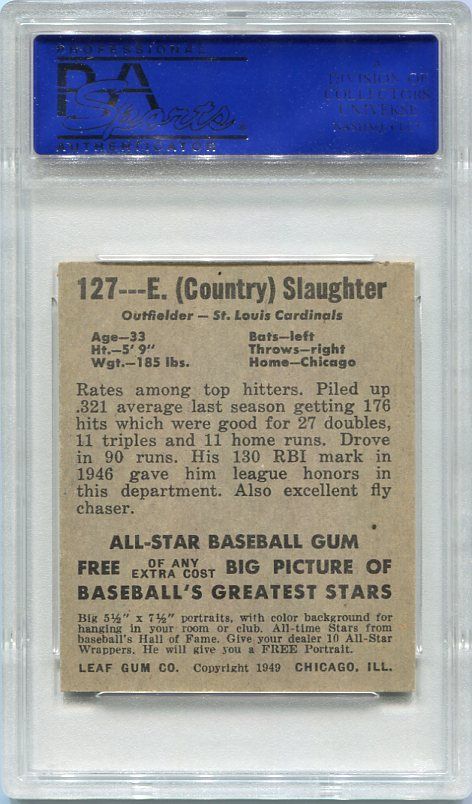 PROFESSIONAL
PSA
Sports
AUTHENTICATOR
A
DIVISION OF
COLLECTORS
UNIVERSE
NASDAQ: CLCT
127---E. (Country) Slaughter
Outfielder — St. Louis Cardinals
Age—33 Bats—left
Ht.—5' 9" Throws—right
Wgt.—185 lbs. Home—Chicago
Rates among top hitters. Piled up
.321 average last season getting 176
hits which were good for 27 doubles,
11 triples and 11 home runs. Drove
in 90 runs. His 130 RBI mark in
1946 gave him league honors in
this department. Also excellent fly
chaser.
ALL-STAR BASEBALL GUM
FREE OF ANY EXTRA COST BIG PICTURE OF
BASEBALL'S GREATEST STARS
Big 5½" x 7½" portraits, with color background for
hanging in your room or club. All-time Stars from
baseball's Hall of Fame. Give your dealer 10 All-Star
Wrappers. He will give you a FREE Portrait.
LEAF GUM CO. Copyright 1949 CHICAGO, ILL.